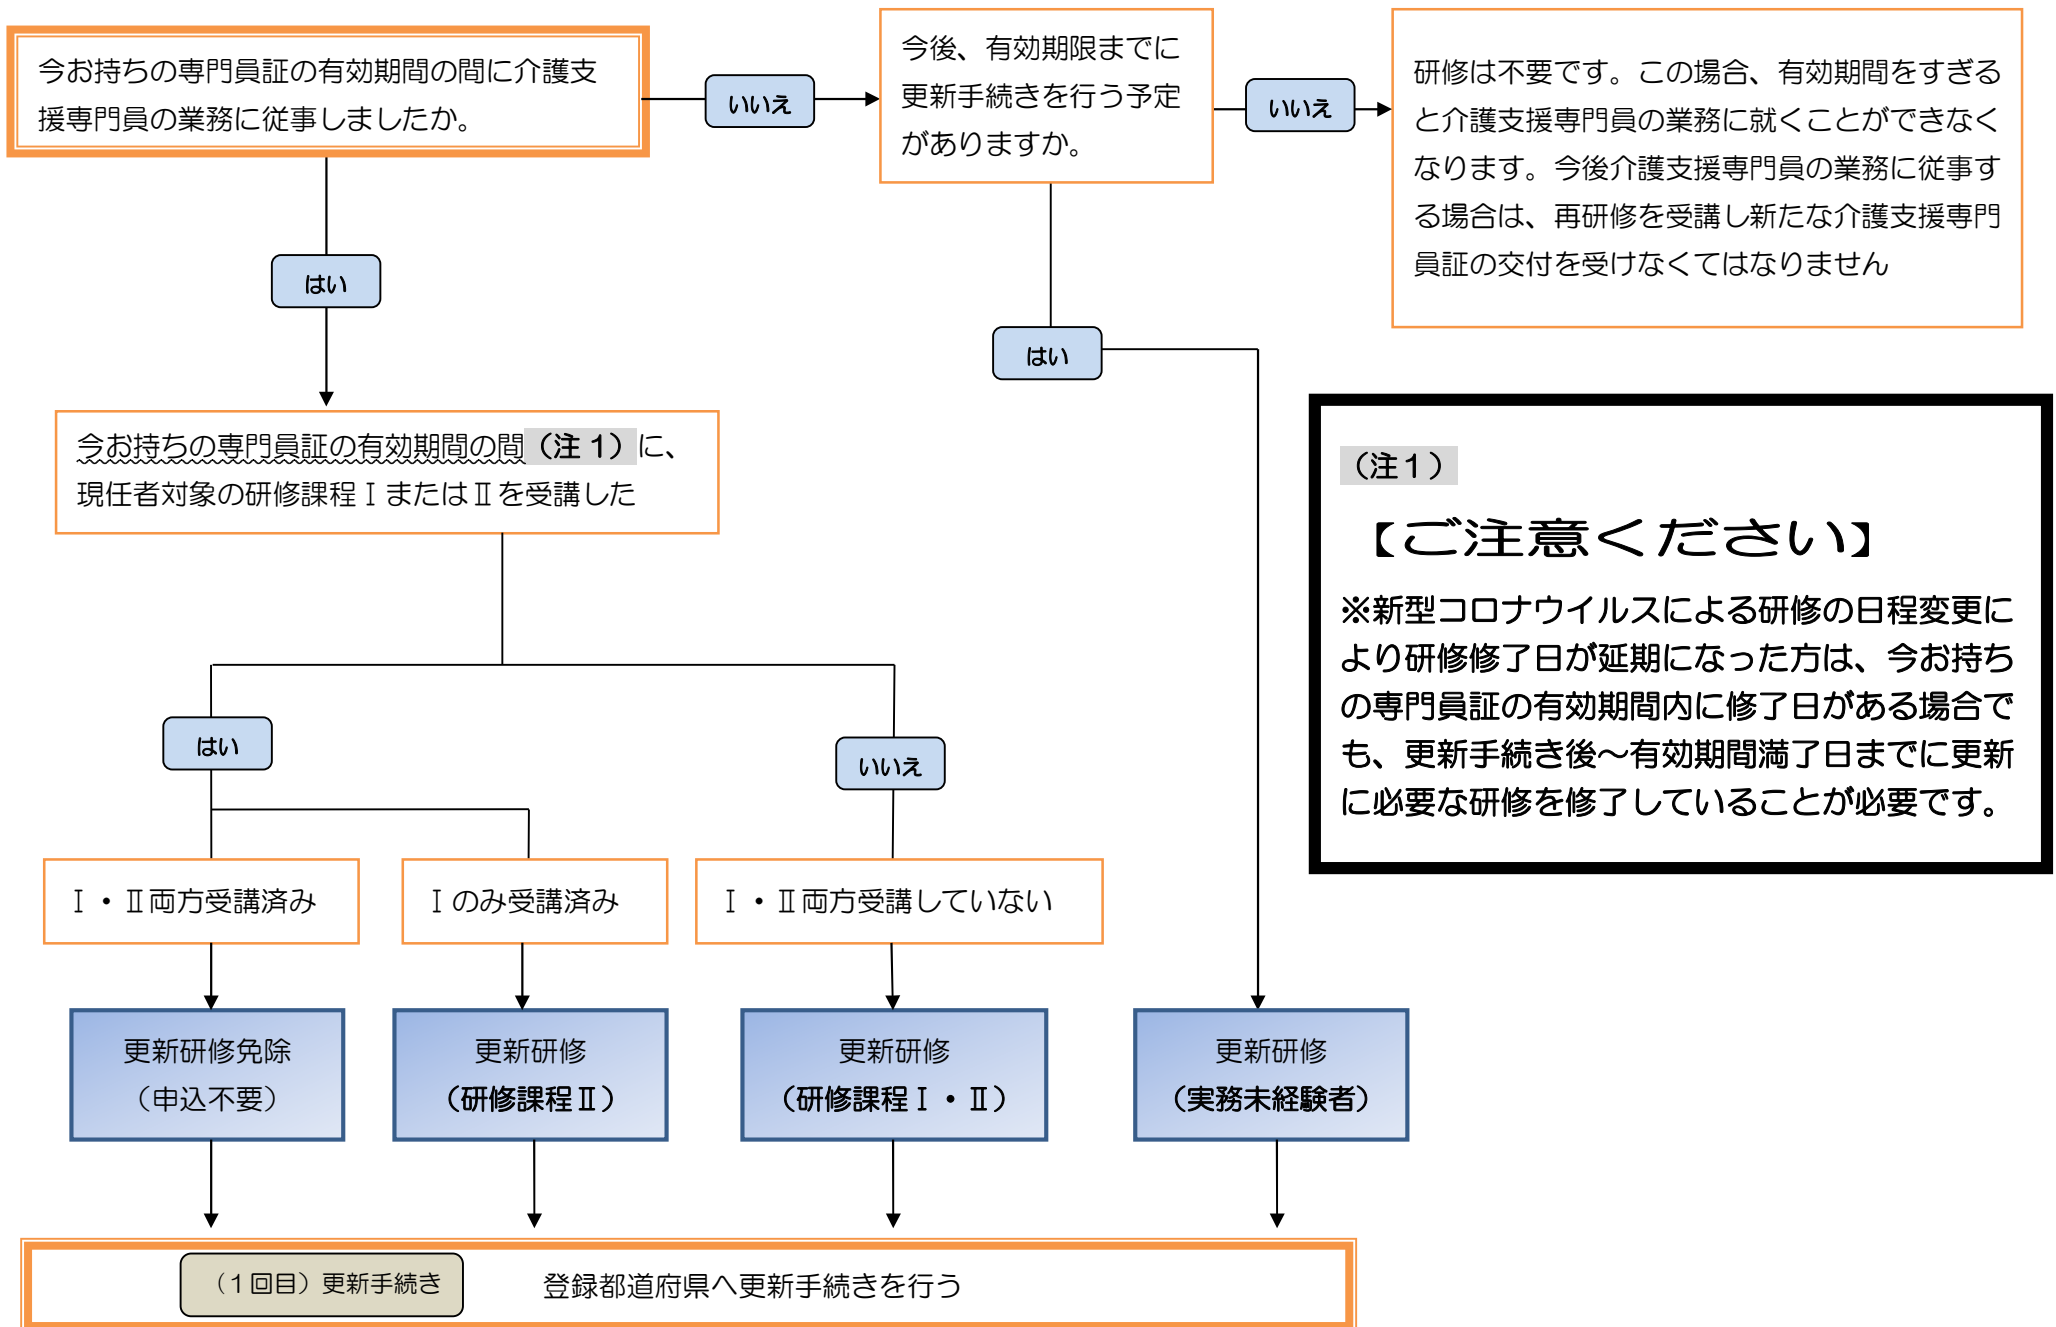 今お持ちの専門員証の有効期間の間に介護支
援専門員の業務に従事しましたか。
いいえ
今後、有効期限までに
更新手続きを行う予定
がありますか。
いいえ
研修は不要です。この場合、有効期間をすぎる
と介護支援専門員の業務に就くことができなく
なります。今後介護支援専門員の業務に従事す
る場合は、再研修を受講し新たな介護支援専門
員証の交付を受けなくてはなりません
はい
はい
今お持ちの専門員証の有効期間の間（注１）に、
現任者対象の研修課程ⅠまたはⅡを受講した
（注１）
【ご注意ください】
※新型コロナウイルスによる研修の日程変更に
より研修修了日が延期になった方は、今お持ち
の専門員証の有効期間内に修了日がある場合で
も、更新手続き後～有効期間満了日までに更新
に必要な研修を修了していることが必要です。
はい
いいえ
Ⅰ・Ⅱ両方受講済み
Ⅰのみ受講済み
Ⅰ・Ⅱ両方受講していない
更新研修免除
（申込不要）
更新研修
（研修課程Ⅱ）
更新研修
（研修課程Ⅰ・Ⅱ）
更新研修
（実務未経験者）
（１回目）更新手続き
登録都道府県へ更新手続きを行う